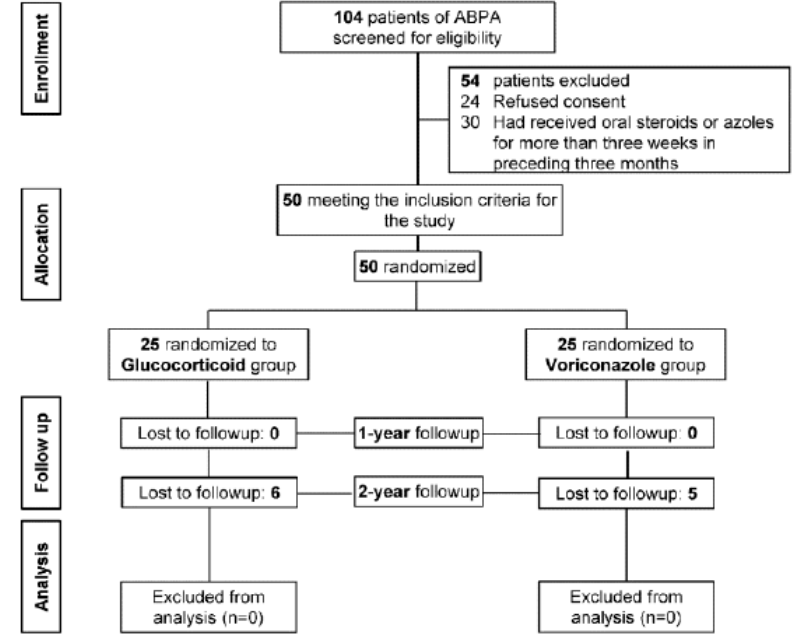 Enrollment
104 patients of ABPA
screened for eligibility
54 patients excluded
24 Refused consent
30 Had received oral steroids or azoles
for more than three weeks in
preceding three months
Allocation
50 meeting the inclusion criteria for
the study
50 randomized
25 randomized to
Glucocorticoid group
25 randomized to
Voriconazole group
Follow up
Lost to followup: 0
1-year followup
Lost to followup: 0
Lost to followup: 6
2-year followup
Lost to followup: 5
Analysis
Excluded from
analysis (n=0)
Excluded from
analysis (n=0)